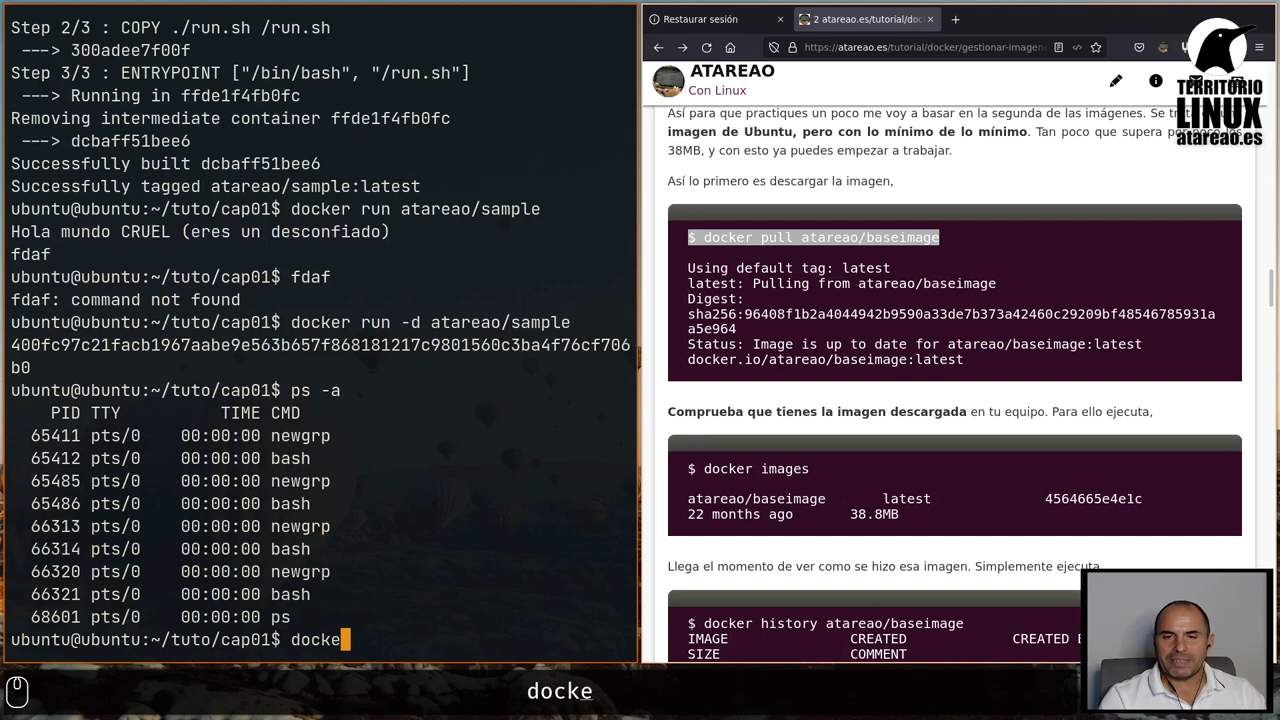 Step 2/3 : COPY ./run.sh /run.sh
---> 300adee7f00f
Step 3/3 : ENTRYPOINT ["/bin/bash", "/run.sh"]
---> Running in ffde1f4fb0fc
Removing intermediate container ffde1f4fb0fc
---> dcbaff51bee6
Successfully built dcbaff51bee6
Successfully tagged atareao/sample:latest
ubuntu@ubuntu:~/tuto/cap01$ docker run atareao/sample
Hola mundo CRUEL (eres un desconfiado)
fdaf
ubuntu@ubuntu:~/tuto/cap01$ fdaf
fdaf: command not found
ubuntu@ubuntu:~/tuto/cap01$ docker run -d atareao/sample
400fc97c21facb1967aabe9e563b657f868181217c9801560c3ba4f76cf706
b0
ubuntu@ubuntu:~/tuto/cap01$ ps -a
PID TTY TIME CMD
65411 pts/0 00:00:00 newgrp
65412 pts/0 00:00:00 bash
65485 pts/0 00:00:00 newgrp
65486 pts/0 00:00:00 bash
66313 pts/0 00:00:00 newgrp
66314 pts/0 00:00:00 bash
66320 pts/0 00:00:00 newgrp
66321 pts/0 00:00:00 bash
68601 pts/0 00:00:00 ps
ubuntu@ubuntu:~/tuto/cap01$ docke
Restaurar sesión
2 atareao.es/tutorial/doc
https://atareao.es/tutorial/docker/gestionar-imagene
ATAREAO
Con Linux
TERRITORIO
LINUX
atareao.es
Así para que practiques un poco me voy a basar en la segunda de las imágenes. Se
imagen de Ubuntu, pero con lo mínimo de lo mínimo. Tan poco que supera
38MB, y con esto ya puedes empezar a trabajar.
Así lo primero es descargar la imagen,
$ docker pull atareao/baseimage
Using default tag: latest
latest: Pulling from atareao/baseimage
Digest:
sha256:96408f1b2a4044942b9590a33de7b373a42460c29209bf48546785931a
a5e964
Status: Image is up to date for atareao/baseimage:latest
docker.io/atareao/baseimage:latest
Comprueba que tienes la imagen descargada en tu equipo. Para ello ejecuta,
$ docker images
atareao/baseimage latest 4564665e4e1c
22 months ago 38.8MB
Llega el momento de ver como se hizo esa imagen. Simplemente ejecuta
$ docker history atareao/baseimage
IMAGE CREATED CREATED
SIZE COMMENT
docke